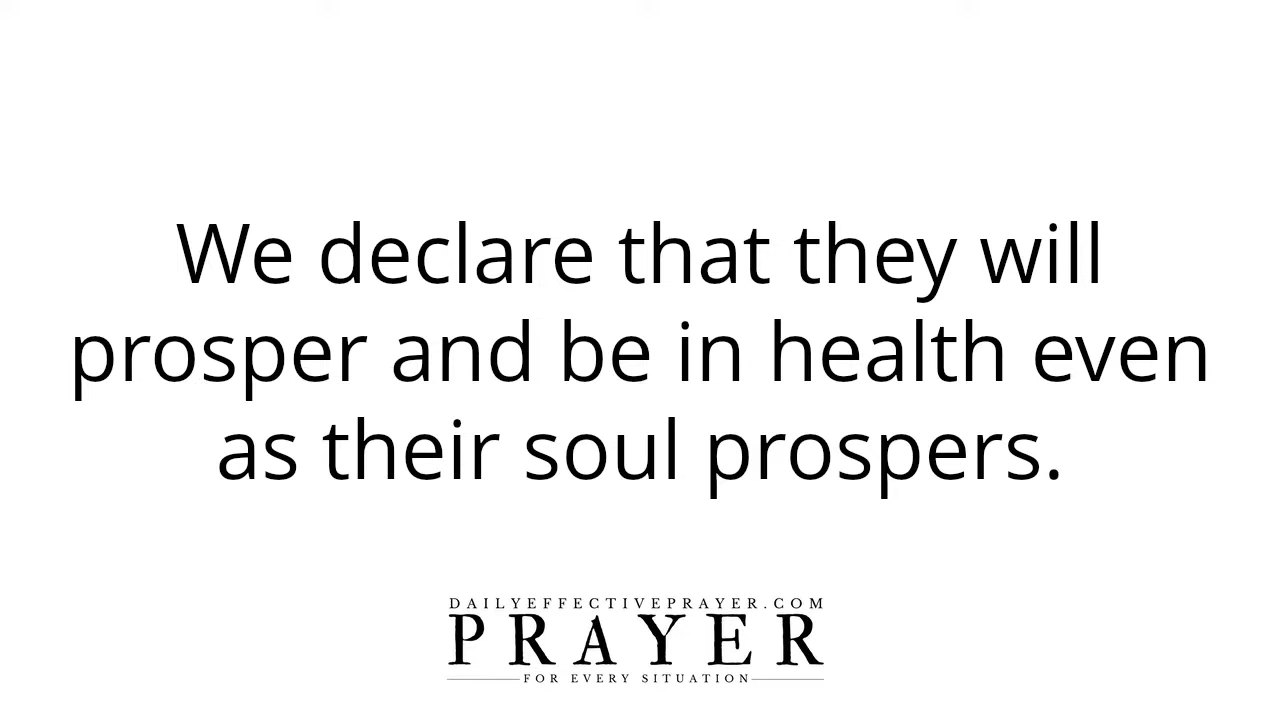 We declare that they will
prosper and be in health even
as their soul prospers.
DAILYEFFECTIVEPRAYER.COM
PRAYER
FOR EVERY SITUATION